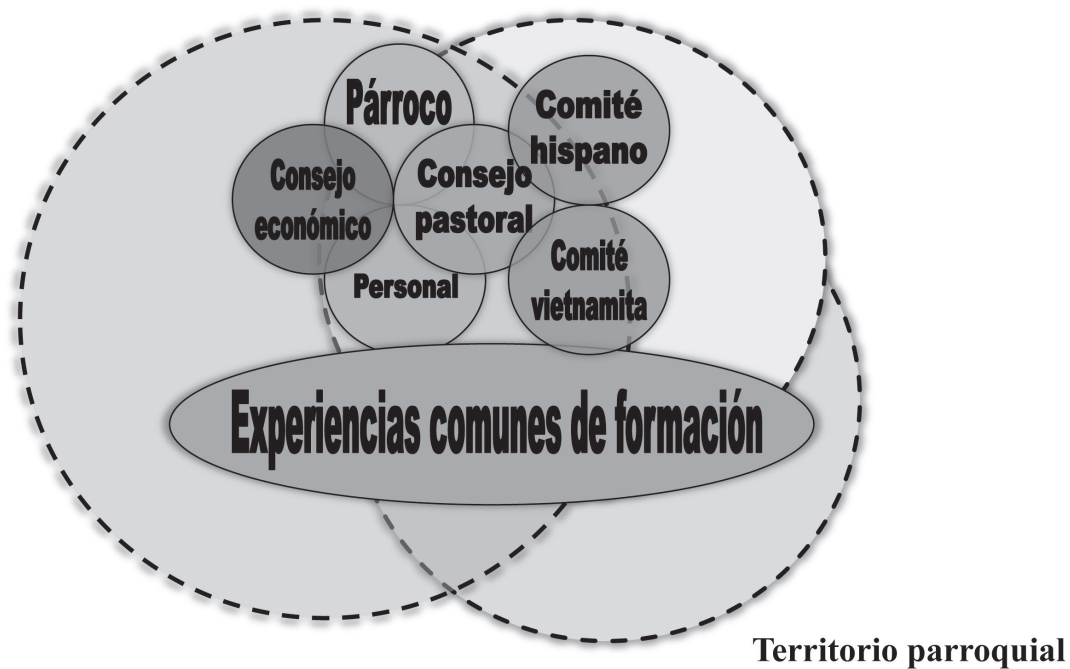 Párroco
Comité
hispano
Consejo
económico
Consejo
pastoral
Comité
vietnamita
Personal
Experiencias comunes de formación
Territorio parroquial